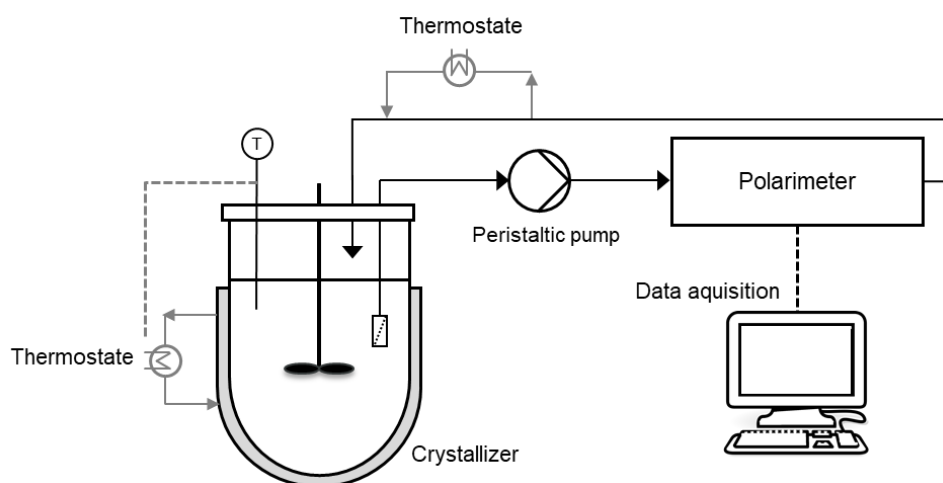 Thermostate
T
Polarimeter
Peristaltic pump
Data aquisition
Thermostate
Crystallizer